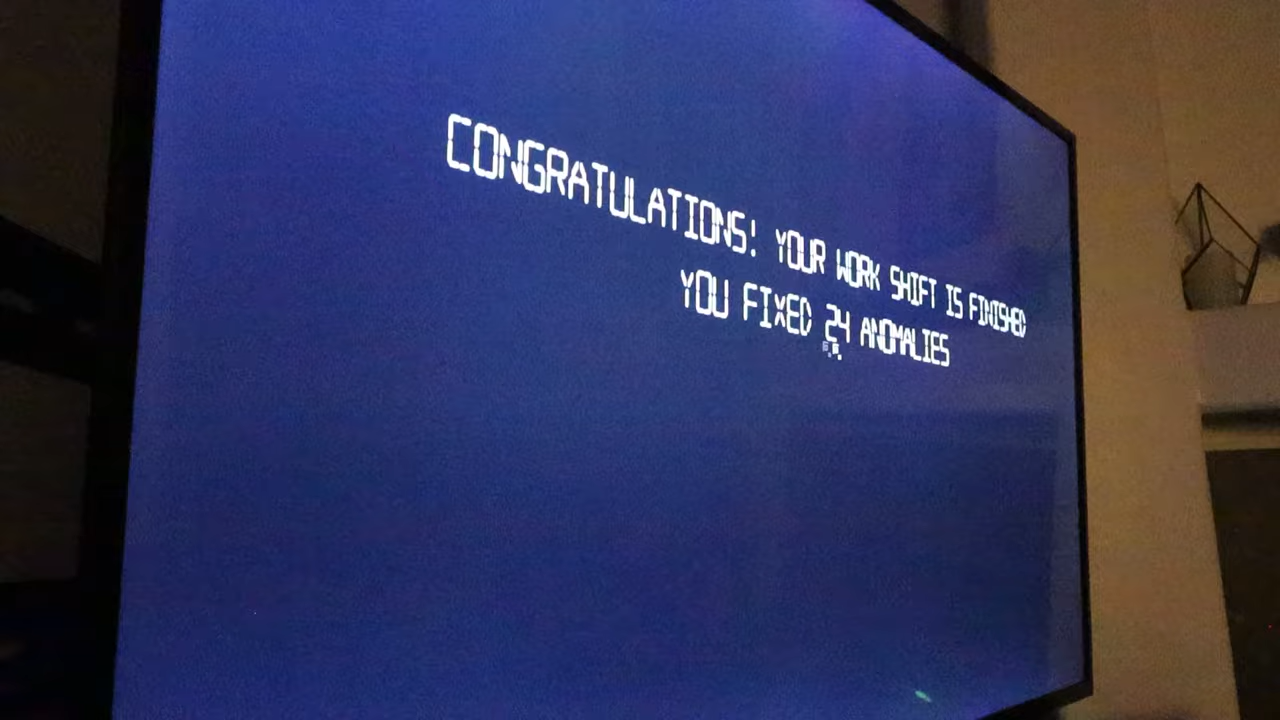 CONGRATULATIONS! YOUR WORK SHIFT IS FINISHED
YOU FIXED 24 ANOMALIES